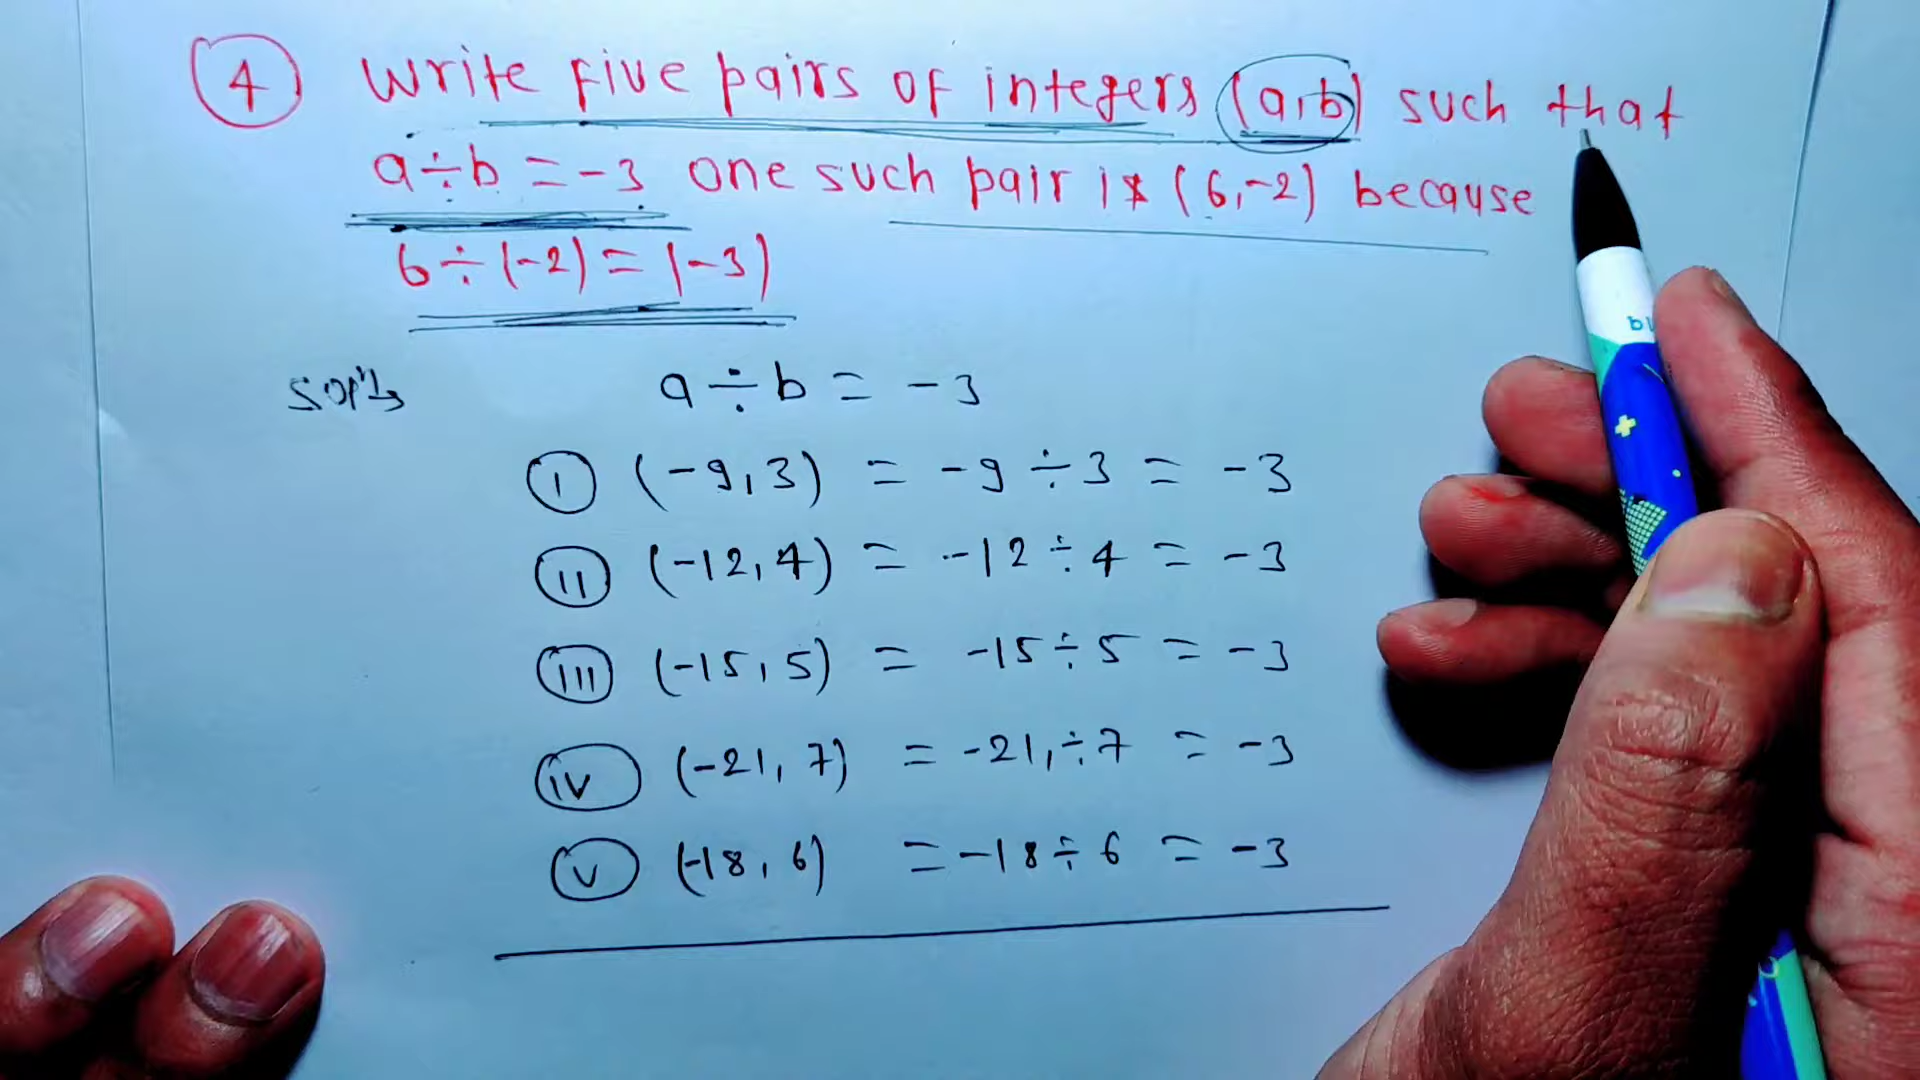 4 Write five pairs of integers (a,b) such that
a÷b = -3 one such pair is (6,-2) because
6÷(-2) = (-3)
a ÷ b = -3
i (-9,3) = -9 ÷ 3 = -3
ii (-12,4) = -12 ÷ 4 = -3
iii (-15,5) = -15 ÷ 5 = -3
iv (-21,7) = -21,÷7 = -3
v (-18,6) = -18÷6 = -3